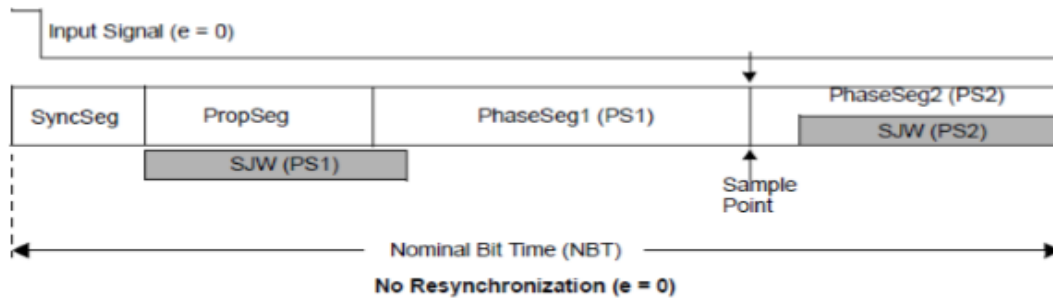 Input Signal (e = 0)
SyncSeg PropSeg PhaseSeg1 (PS1) PhaseSeg2 (PS2)
SJW (PS1) SJW (PS2)
Sample
Point
Nominal Bit Time (NBT)
No Resynchronization (e = 0)